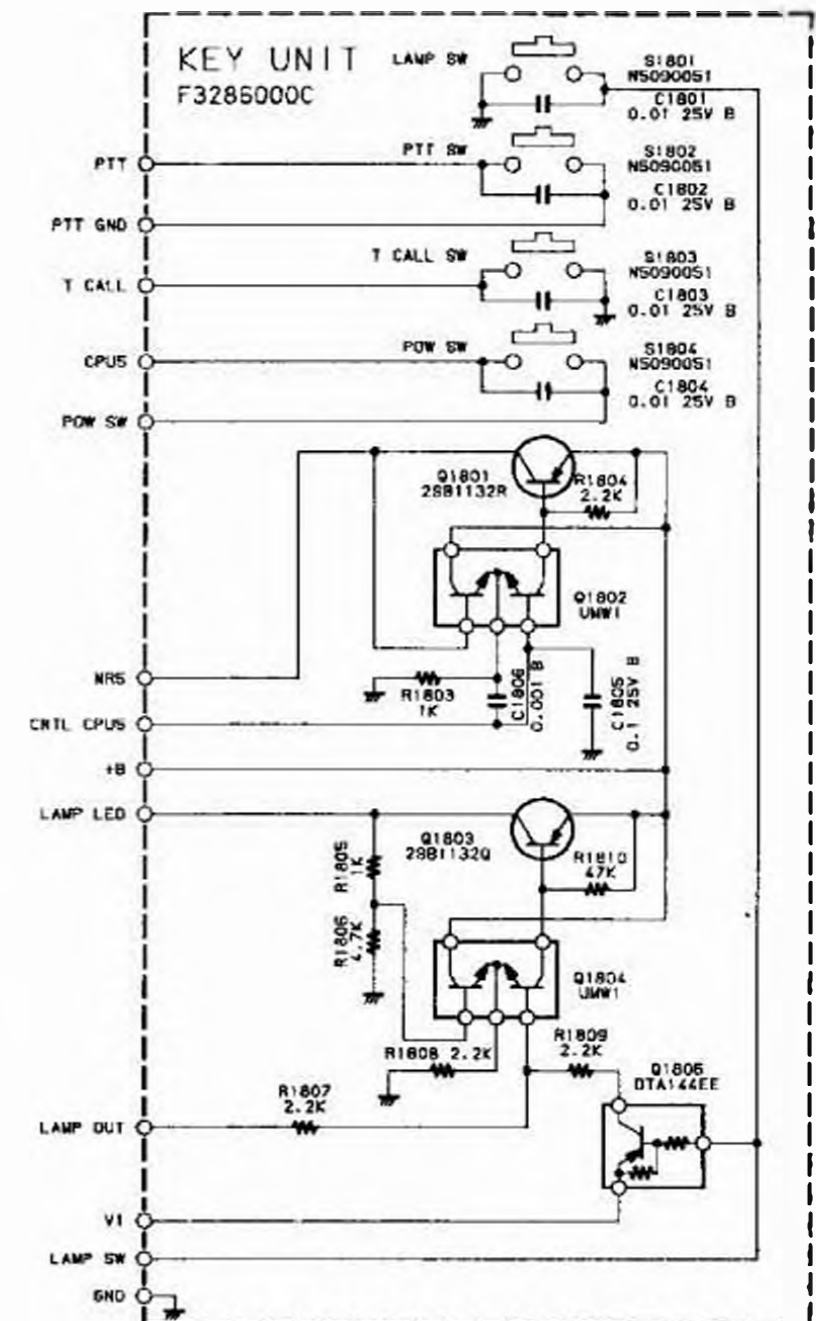 KEY UNIT
F3286000C
LAMP SW
S1801
N5090051
C1801
0.01 25V B
PTT
PTT SW
S1802
N5090051
C1802
0.01 25V B
PTT GND
T CALL SW
S1803
N5090051
T CALL
C1803
0.01 25V B
POW SW
S1804
N5090051
CPU5
C1804
0.01 25V B
POW SW
Q1801
2SB1132R
R1804
2.2K
Q1802
UMW1
NR5
R1803
1K
C1806
0.001 B
C1805
0.1 25V B
CNTL CPU5
+B
LAMP LED
Q1803
2SB1132Q
R1805
1K
R1810
47K
R1806
4.7K
Q1804
UMW1
R1808 2.2K
R1809
2.2K
Q1806
DTA144EE
R1807
2.2K
LAMP OUT
V1
LAMP SW
GND